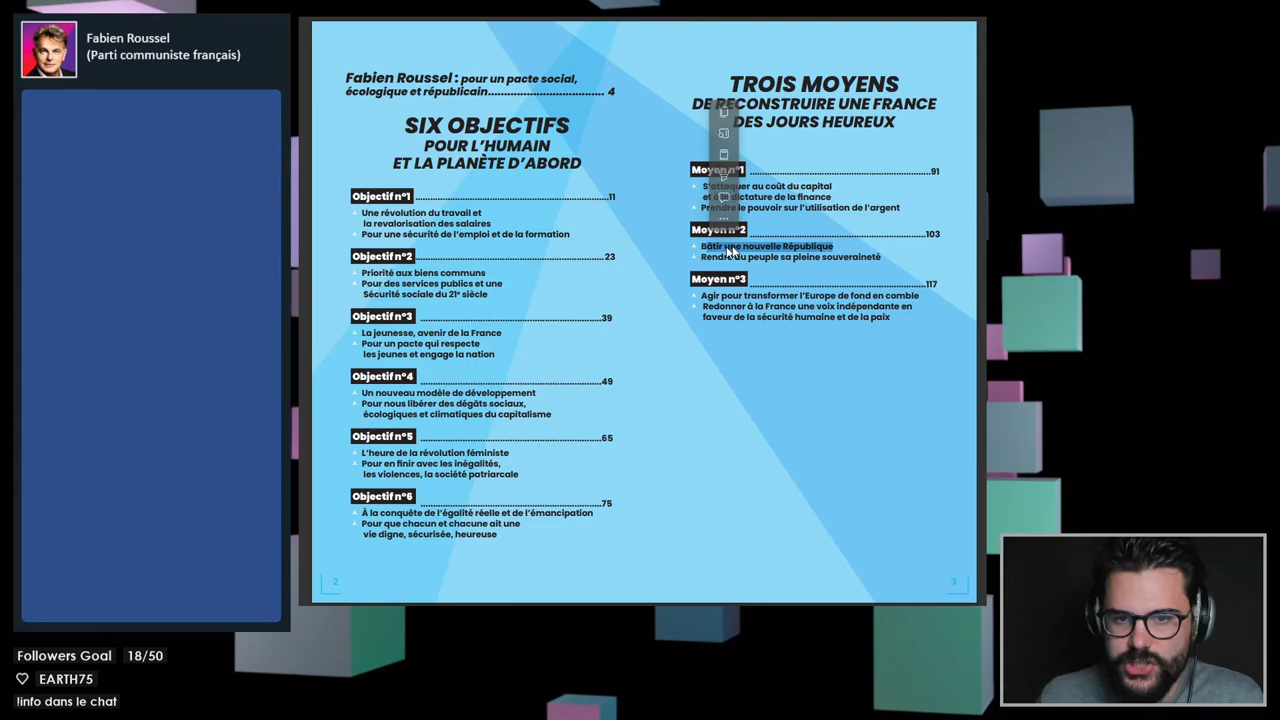 Fabien Roussel
(Parti communiste français)
Fabien Roussel : pour un pacte social,
écologique et républicain................................... 4
SIX OBJECTIFS
POUR L'HUMAIN
ET LA PLANÈTE D'ABORD
Objectif n°1 ..................................................................11
Une révolution du travail et
la revalorisation des salaires
Pour une sécurité de l'emploi et de la formation
Objectif n°2 ................................................................23
Priorité aux biens communs
Pour des services publics et une
Sécurité sociale du 21e siècle
Objectif n°3 ..............................................................39
La jeunesse, avenir de la France
Pour un pacte qui respecte
les jeunes et engage la nation
Objectif n°4 ..............................................................49
Un nouveau modèle de développement
Pour nous libérer des dégâts sociaux,
écologiques et climatiques du capitalisme
Objectif n°5 ..............................................................65
L'heure de la révolution féministe
Pour en finir avec les inégalités,
les violences, la société patriarcale
Objectif n°6 ..............................................................75
À la conquête de l'égalité réelle et de l'émancipation
Pour que chacun et chacune ait une
vie digne, sécurisée, heureuse
2
TROIS MOYENS
DE RECONSTRUIRE UNE FRANCE
DES JOURS HEUREUX
Moyen n°1 ..............................................................91
S'attaquer au coût du capital
et à la dictature de la finance
Prendre le pouvoir sur l'utilisation de l'argent
Moyen n°2 ............................................................103
Bâtir une nouvelle République
Rendre au peuple sa pleine souveraineté
Moyen n°3 ............................................................117
Agir pour transformer l'Europe de fond en comble
Redonner à la France une voix indépendante en
faveur de la sécurité humaine et de la paix
3
Followers Goal 18/50
EARTH75
!info dans le chat